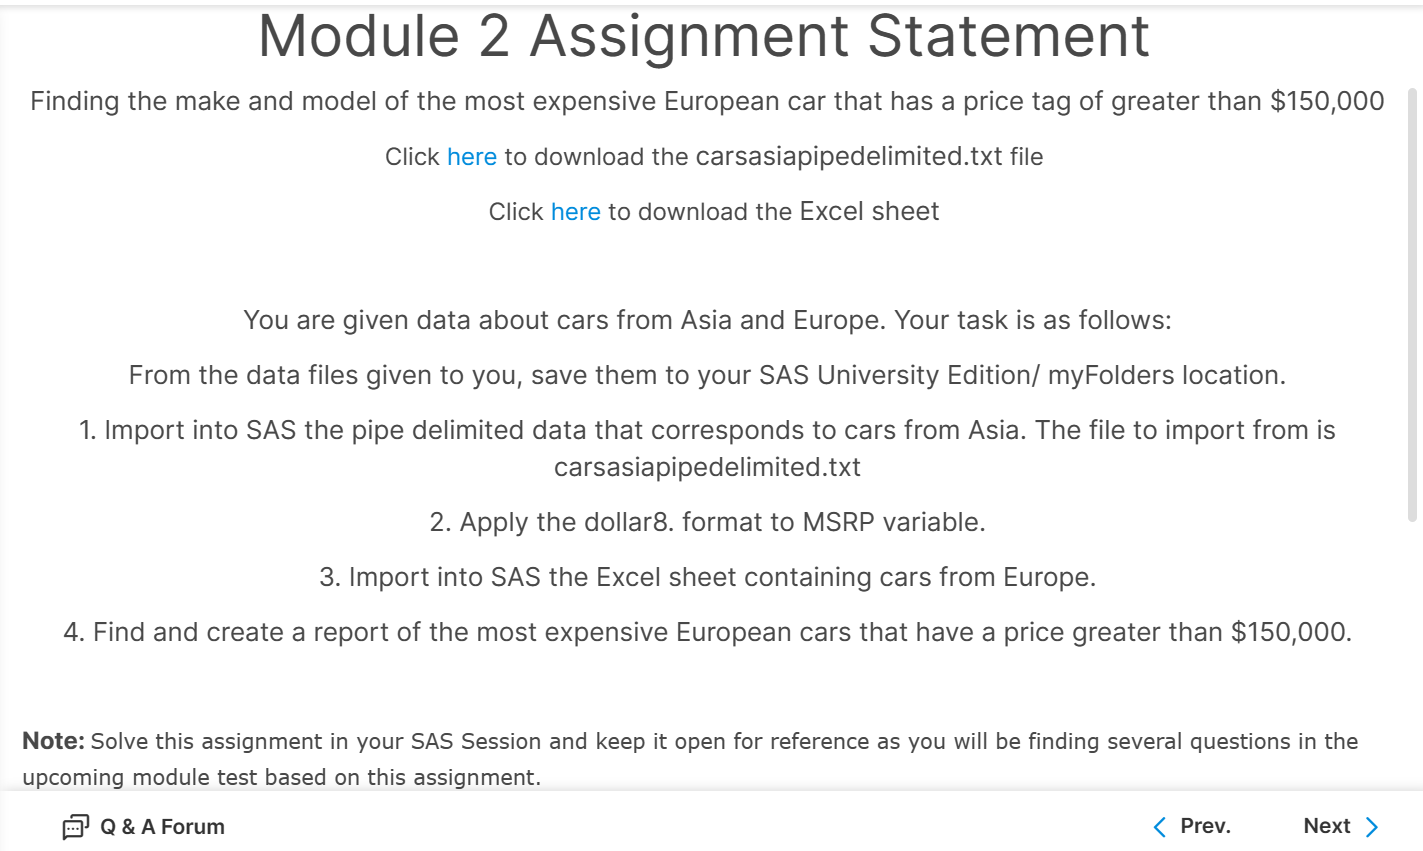 Module 2 Assignment Statement
Finding the make and model of the most expensive European car that has a price tag of greater than $150,000
Click here to download the carsasiapipedelimited.txt file
Click here to download the Excel sheet
You are given data about cars from Asia and Europe. Your task is as follows:
From the data files given to you, save them to your SAS University Edition/ myFolders location.
1. Import into SAS the pipe delimited data that corresponds to cars from Asia. The file to import from is
carsasiapipedelimited.txt
2. Apply the dollar8. format to MSRP variable.
3. Import into SAS the Excel sheet containing cars from Europe.
4. Find and create a report of the most expensive European cars that have a price greater than $150,000.
Note: Solve this assignment in your SAS Session and keep it open for reference as you will be finding several questions in the
upcoming module test based on this assignment.
Q & A Forum
Prev.
Next